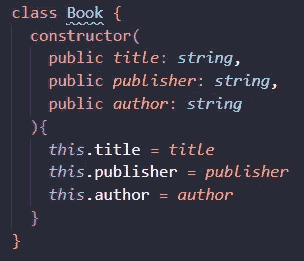 class Book {
  constructor(
    public title: string,
    public publisher: string,
    public author: string
  ){
    this.title = title
    this.publisher = publisher
    this.author = author
  }
}